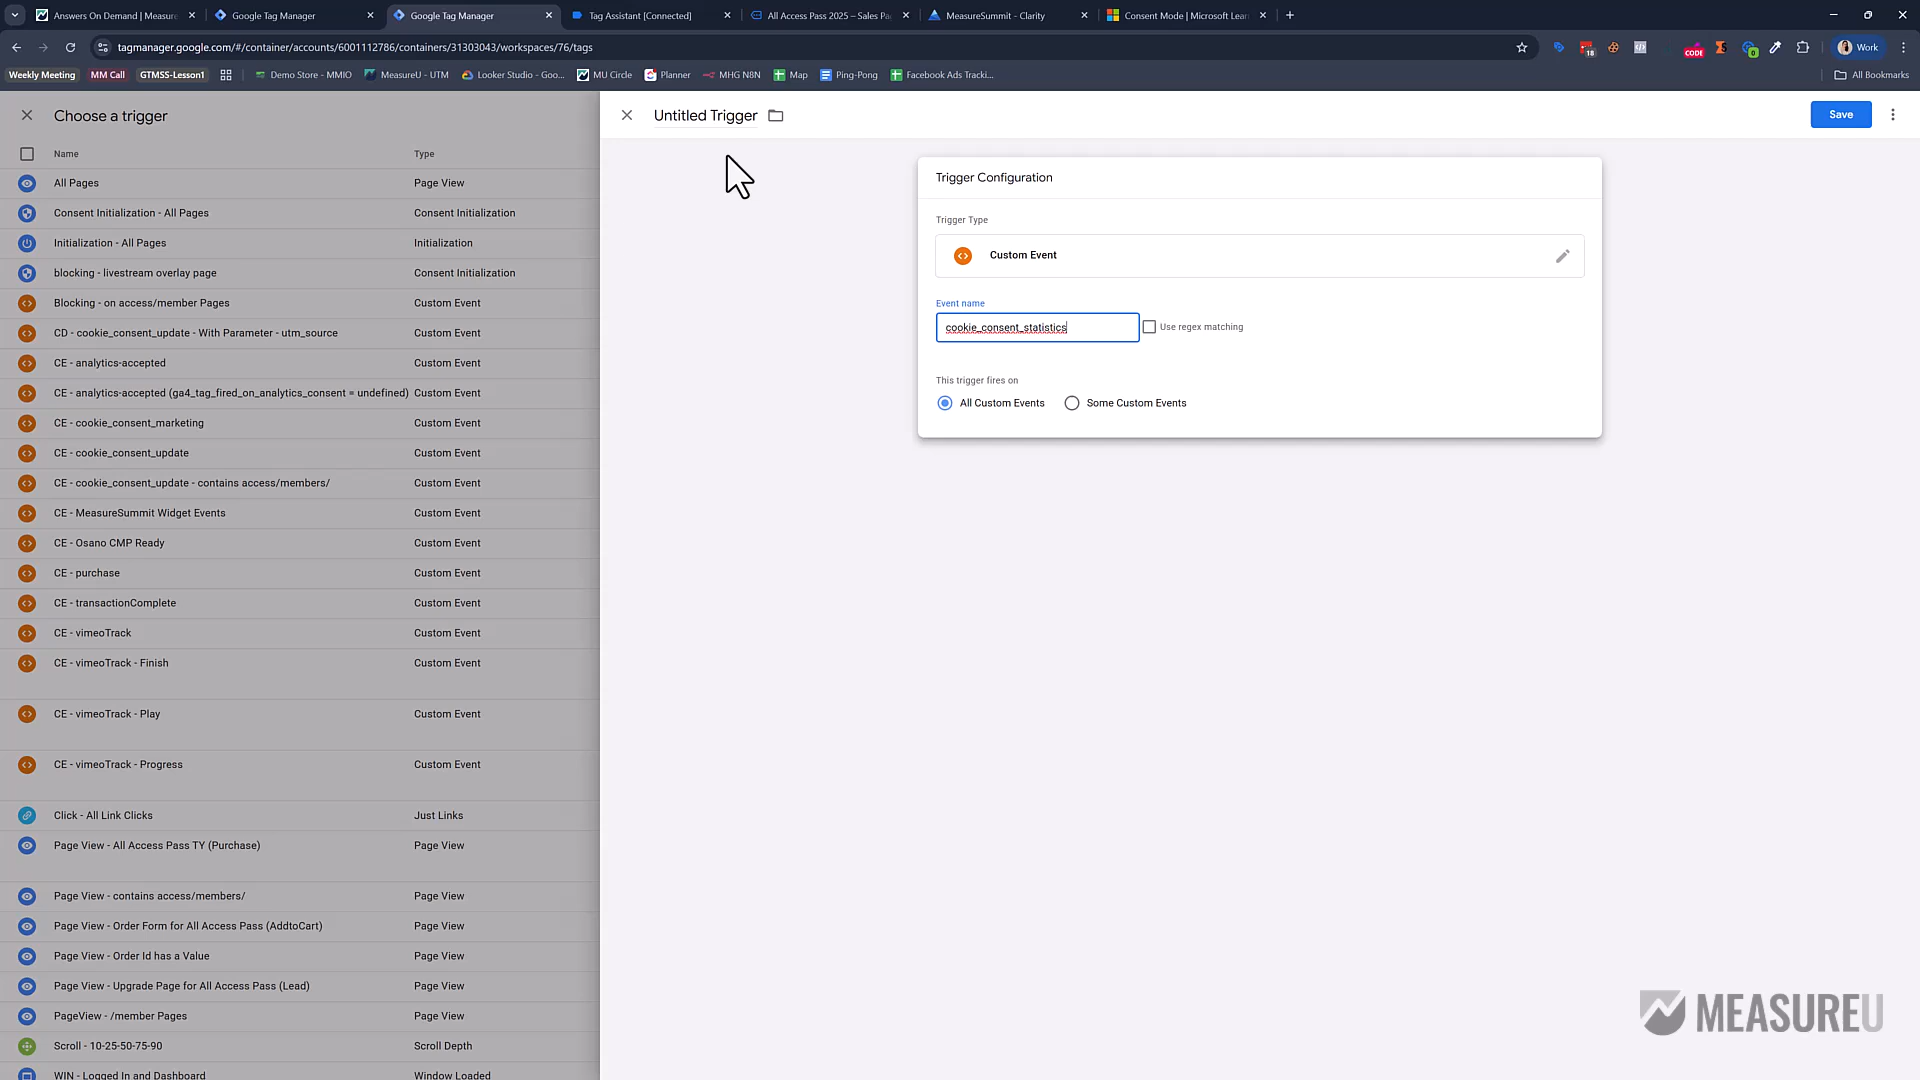 Answers On Demand | Measure
Google Tag Manager
Google Tag Manager
Tag Assistant [Connected]
All Access Pass 2025 – Sales Pa
MeasureSummit - Clarity
Consent Mode | Microsoft Lear
tagmanager.google.com/#/container/accounts/6001112786/containers/31303043/workspaces/76/tags
18
CODE
0
Work
Weekly Meeting
MM Call
GTMSS-Lesson1
Demo Store - MMIO
MeasureU - UTM
Looker Studio - Goo...
MU Circle
Planner
MHG N8N
Map
Ping-Pong
Facebook Ads Tracki...
All Bookmarks
Choose a trigger
Name Type
All Pages Page View
Consent Initialization - All Pages Consent Initialization
Initialization - All Pages Initialization
blocking - livestream overlay page Consent Initialization
Blocking - on access/member Pages Custom Event
CD - cookie_consent_update - With Parameter - utm_source Custom Event
CE - analytics-accepted Custom Event
CE - analytics-accepted (ga4_tag_fired_on_analytics_consent = undefined) Custom Event
CE - cookie_consent_marketing Custom Event
CE - cookie_consent_update Custom Event
CE - cookie_consent_update - contains access/members/ Custom Event
CE - MeasureSummit Widget Events Custom Event
CE - Osano CMP Ready Custom Event
CE - purchase Custom Event
CE - transactionComplete Custom Event
CE - vimeoTrack Custom Event
CE - vimeoTrack - Finish Custom Event
CE - vimeoTrack - Play Custom Event
CE - vimeoTrack - Progress Custom Event
Click - All Link Clicks Just Links
Page View - All Access Pass TY (Purchase) Page View
Page View - contains access/members/ Page View
Page View - Order Form for All Access Pass (AddtoCart) Page View
Page View - Order Id has a Value Page View
Page View - Upgrade Page for All Access Pass (Lead) Page View
PageView - /member Pages Page View
Scroll - 10-25-50-75-90 Scroll Depth
WIN - Logged In and Dashboard Window Loaded
Untitled Trigger
Save
Trigger Configuration
Trigger Type
Custom Event
Event name
cookie_consent_statistics
Use regex matching
This trigger fires on
All Custom Events
Some Custom Events
MEASUREU